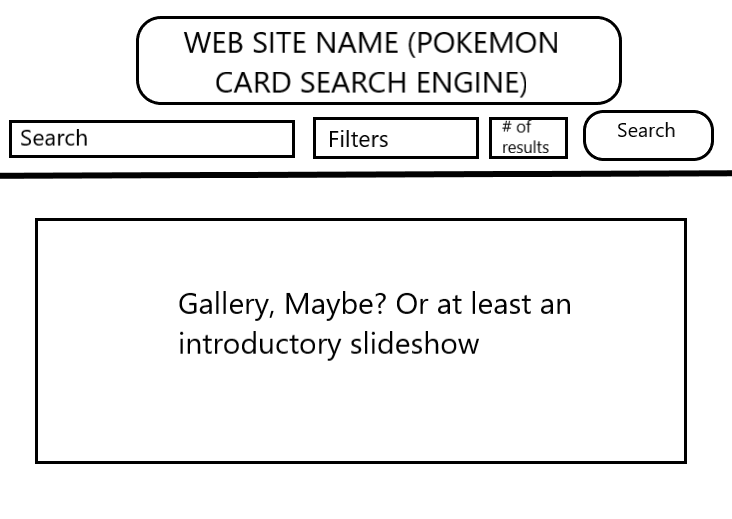 WEB SITE NAME (POKEMON
CARD SEARCH ENGINE)
Search
Filters
# of
results
Search
Gallery, Maybe? Or at least an
introductory slideshow